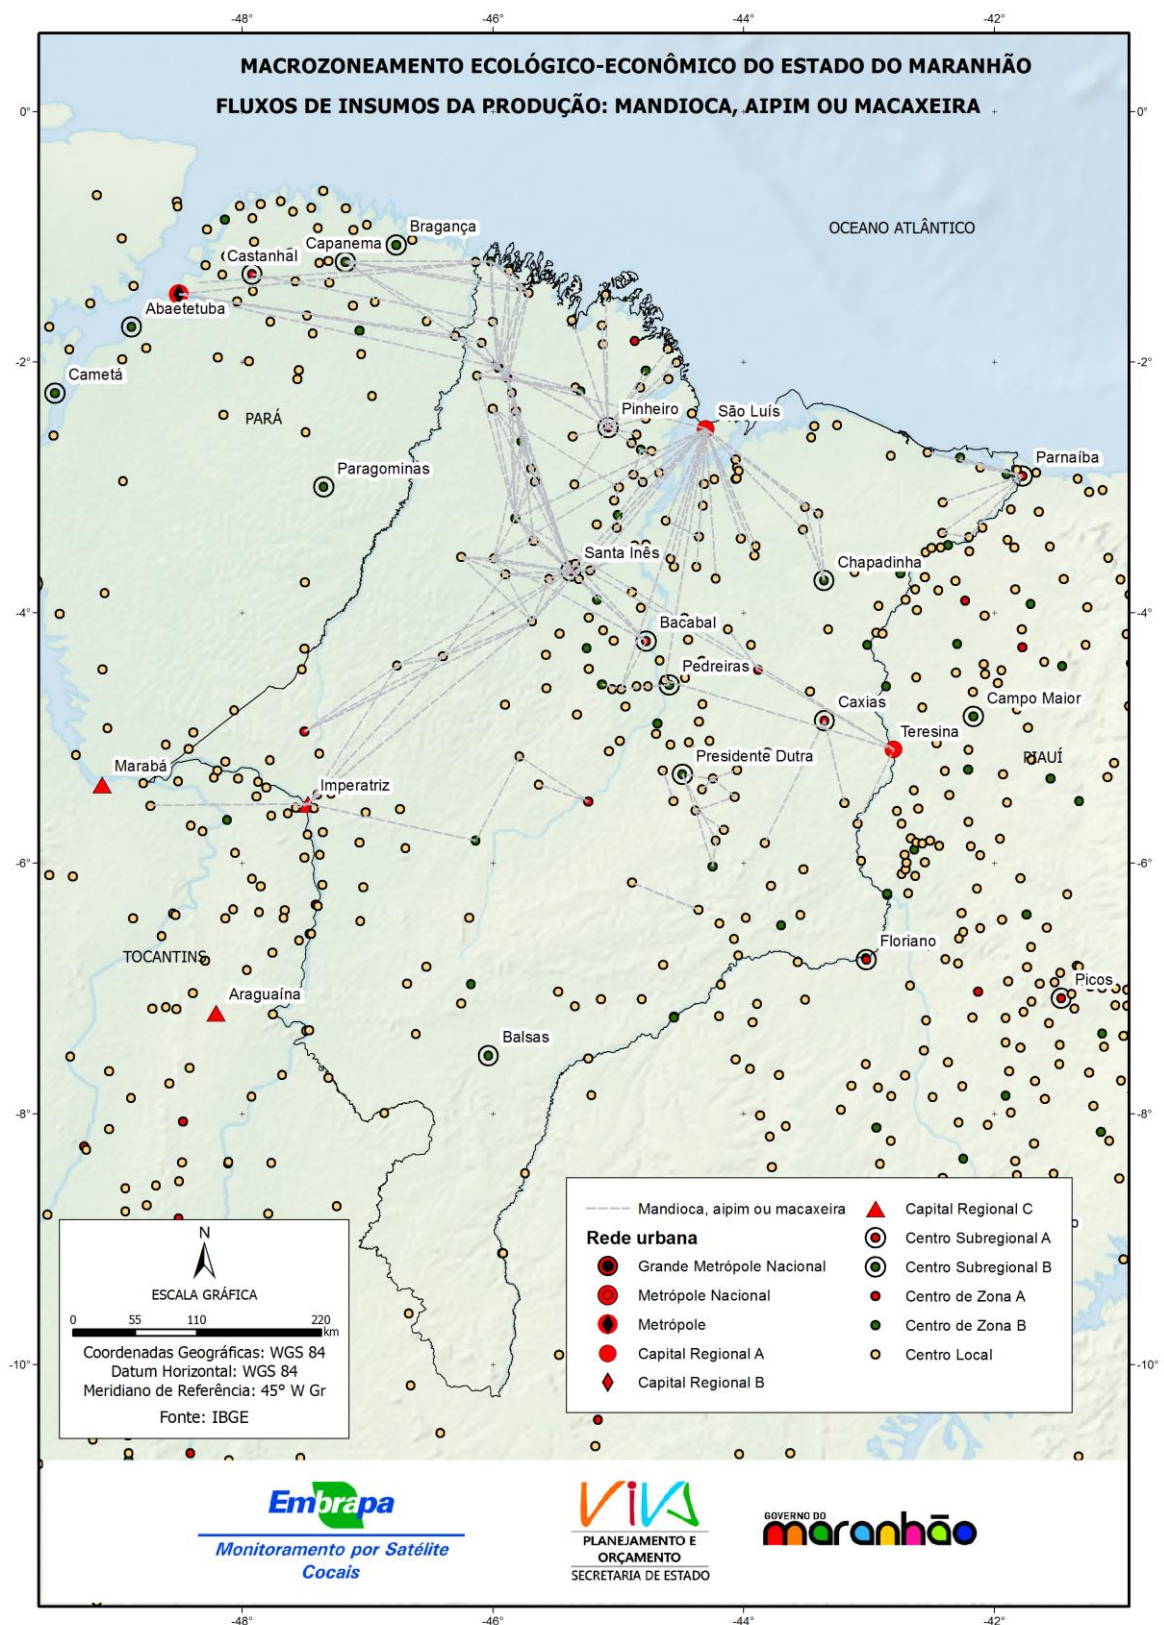 -48°
-46°
-44°
-42°
MACROZONEAMENTO ECOLÓGICO-ECONÔMICO DO ESTADO DO MARANHÃO
FLUXOS DE INSUMOS DA PRODUÇÃO: MANDIOCA, AIPIM OU MACAXEIRA
0°
0°
OCEANO ATLÂNTICO
Bragança
Capanema
Castanhal
Abaetetuba
-2°
-2°
Cametá
PARÁ
Pinheiro
São Luís
Parnaíba
Paragominas
Santa Inês
Chapadinha
-4°
-4°
Bacabal
Pedreiras
Caxias
Campo Maior
Teresina
PIAUÍ
Presidente Dutra
Marabá
Imperatriz
-6°
-6°
Floriano
TOCANTINS
Picos
Araguaína
Balsas
-8°
-8°
N
ESCALA GRÁFICA
0 55 110 220
km
Coordenadas Geográficas: WGS 84
Datum Horizontal: WGS 84
Meridiano de Referência: 45° W Gr
Fonte: IBGE
Mandioca, aipim ou macaxeira
Rede urbana
Grande Metrópole Nacional
Metrópole Nacional
Metrópole
Capital Regional A
Capital Regional B
Capital Regional C
Centro Subregional A
Centro Subregional B
Centro de Zona A
Centro de Zona B
Centro Local
o
-10°
-10°
Embrapa
Monitoramento por Satélite
Cocais
VIVA
PLANEJAMENTO E
ORÇAMENTO
SECRETARIA DE ESTADO
GOVERNO DO
maranhão
-48°
-46°
-44°
-42°